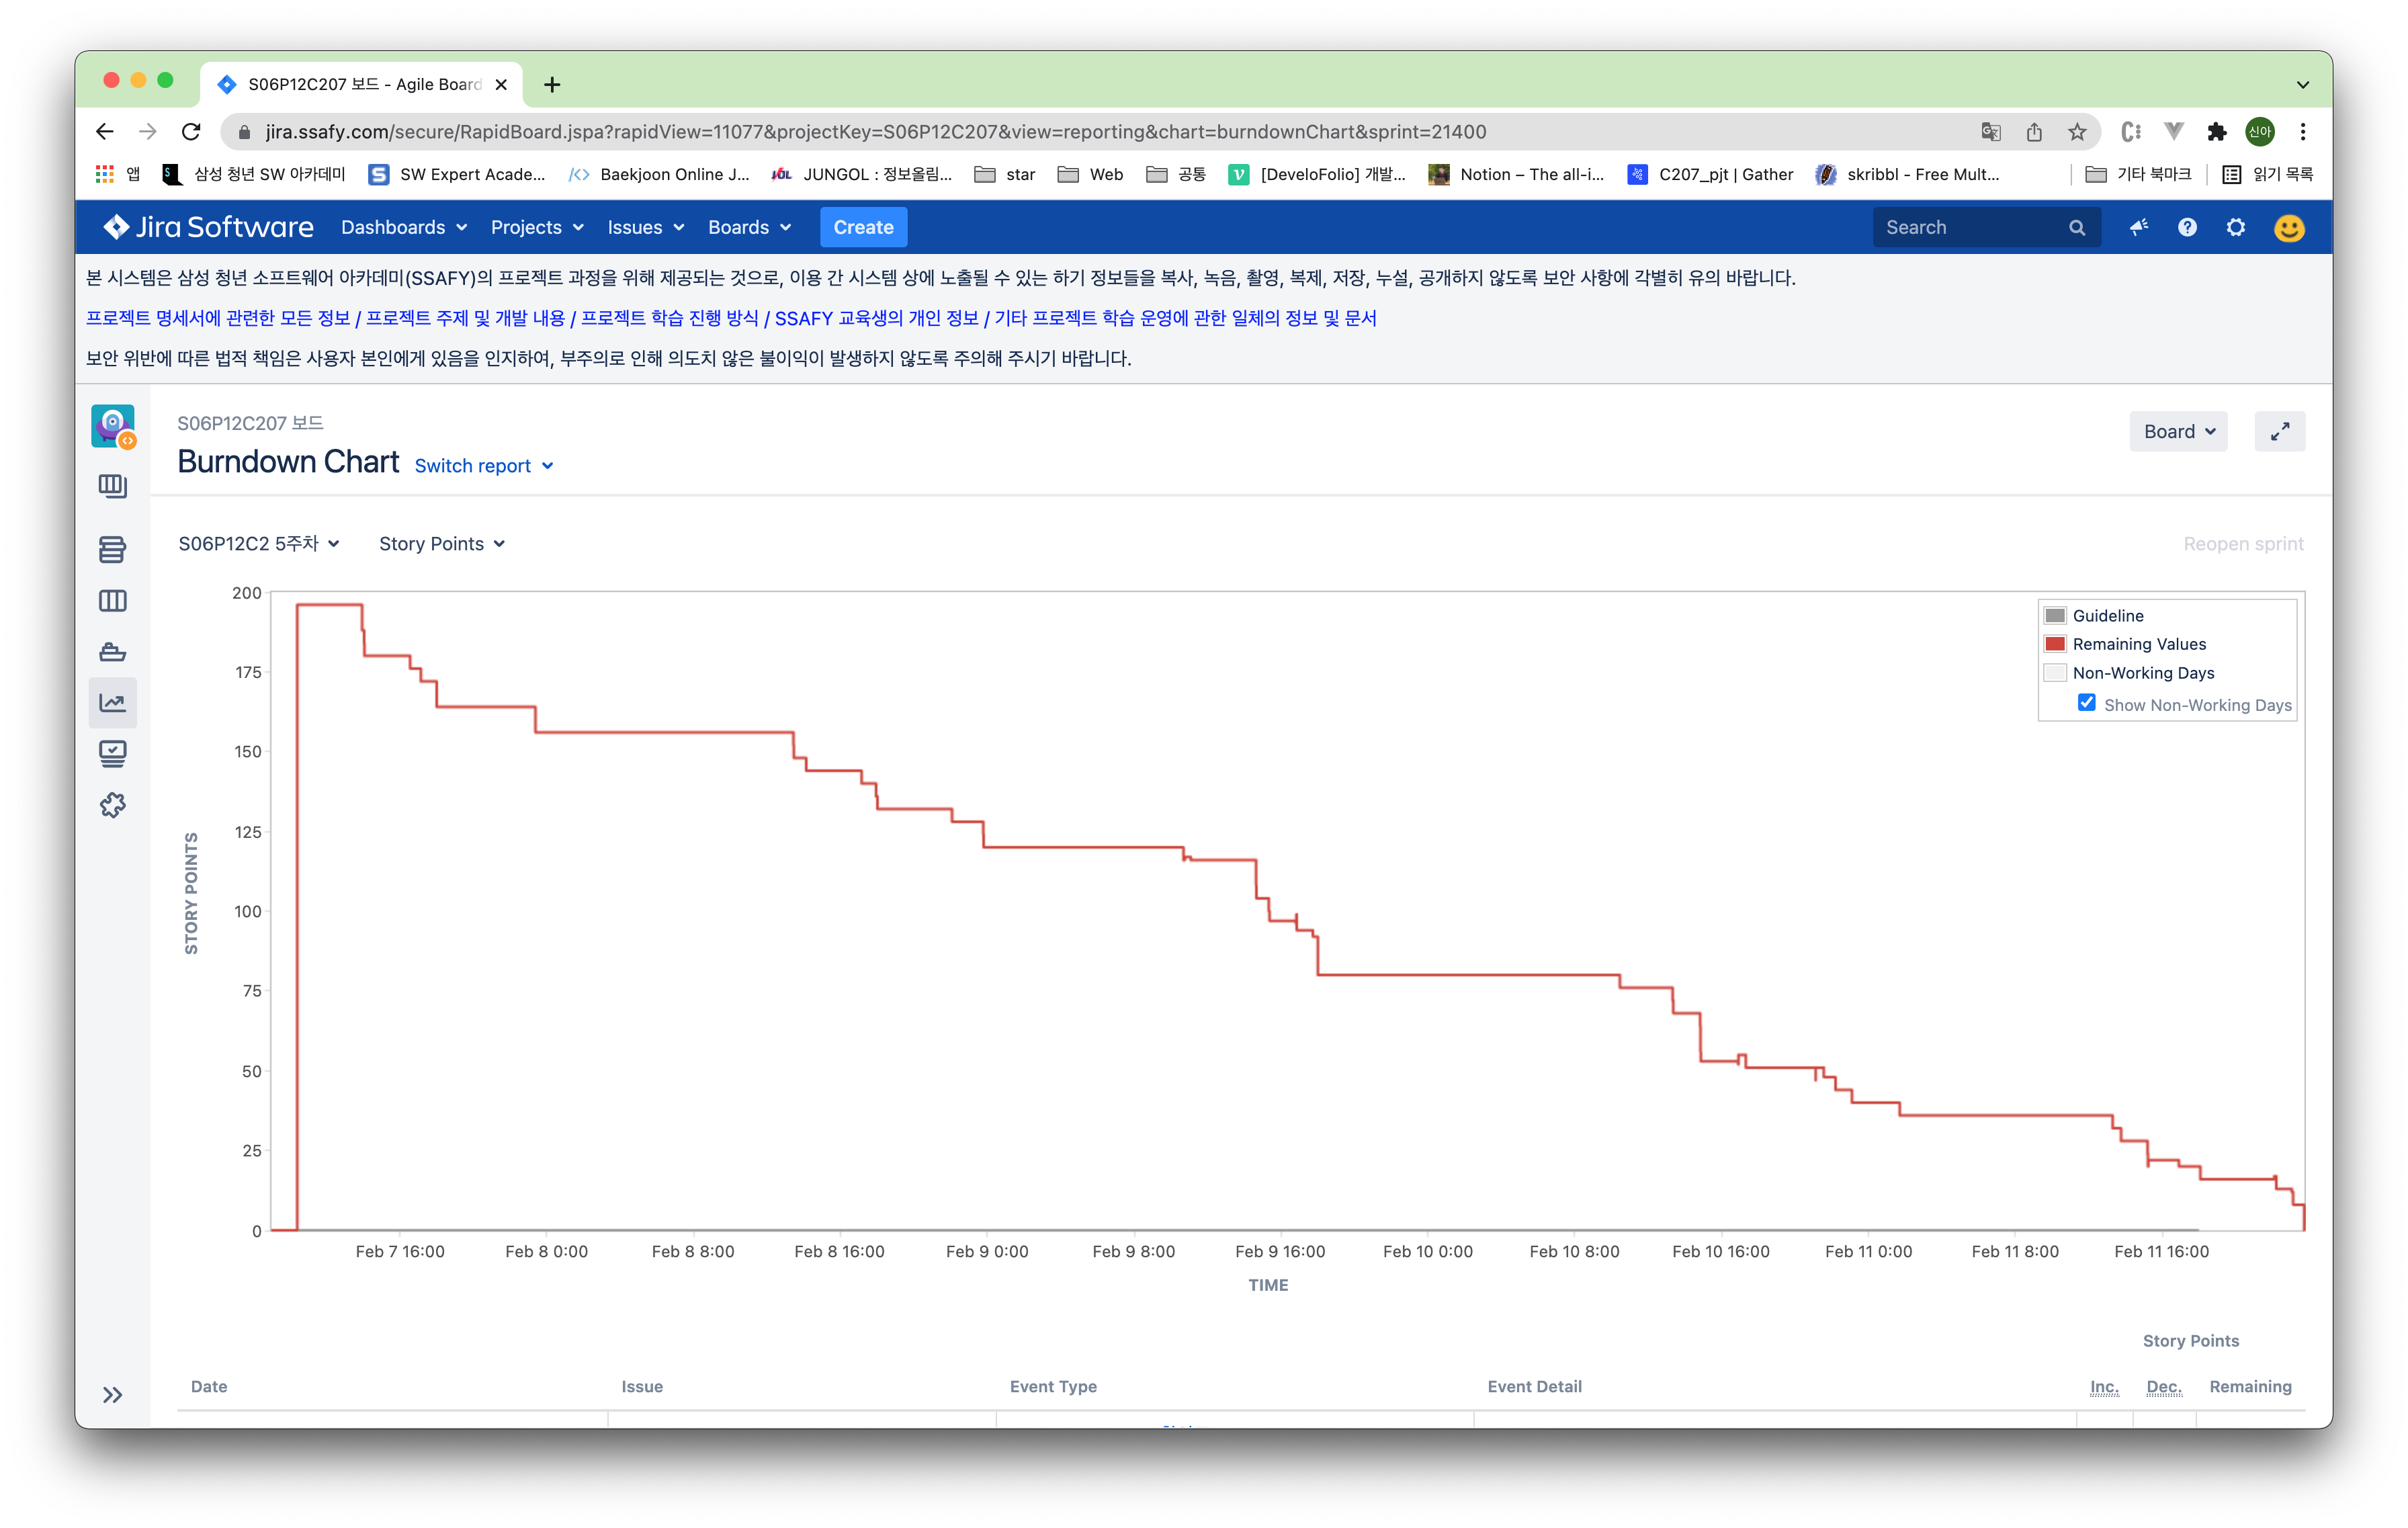 S06P12C207 보드 - Agile Board
jira.ssafy.com/secure/RapidBoard.jspa?rapidView=11077&projectKey=S06P12C207&view=reporting&chart=burndownChart&sprint=21400
신아
앱 삼성 청년 SW 아카데미 SW Expert Acade... Baekjoon Online J... JUNGOL : 정보올림... star Web 공통 [DeveloFolio] 개발... Notion – The all-i... C207_pjt | Gather skribbl - Free Mult... 기타 북마크 읽기 목록
Jira Software Dashboards Projects Issues Boards Create Search
본 시스템은 삼성 청년 소프트웨어 아카데미(SSAFY)의 프로젝트 과정을 위해 제공되는 것으로, 이용 간 시스템 상에 노출될 수 있는 하기 정보들을 복사, 녹음, 촬영, 복제, 저장, 누설, 공개하지 않도록 보안 사항에 각별히 유의 바랍니다.
프로젝트 명세서에 관련한 모든 정보 / 프로젝트 주제 및 개발 내용 / 프로젝트 학습 진행 방식 / SSAFY 교육생의 개인 정보 / 기타 프로젝트 학습 운영에 관한 일체의 정보 및 문서
보안 위반에 따른 법적 책임은 사용자 본인에게 있음을 인지하여, 부주의로 인해 의도치 않은 불이익이 발생하지 않도록 주의해 주시기 바랍니다.
S06P12C207 보드
Burndown Chart Switch report
Board
S06P12C2 5주차 Story Points Reopen sprint
200
175
150
125
100
75
50
25
0
STORY POINTS
Guideline
Remaining Values
Non-Working Days
Show Non-Working Days
Feb 7 16:00 Feb 8 0:00 Feb 8 8:00 Feb 8 16:00 Feb 9 0:00 Feb 9 8:00 Feb 9 16:00 Feb 10 0:00 Feb 10 8:00 Feb 10 16:00 Feb 11 0:00 Feb 11 8:00 Feb 11 16:00
TIME
Story Points
Date Issue Event Type Event Detail Inc. Dec. Remaining